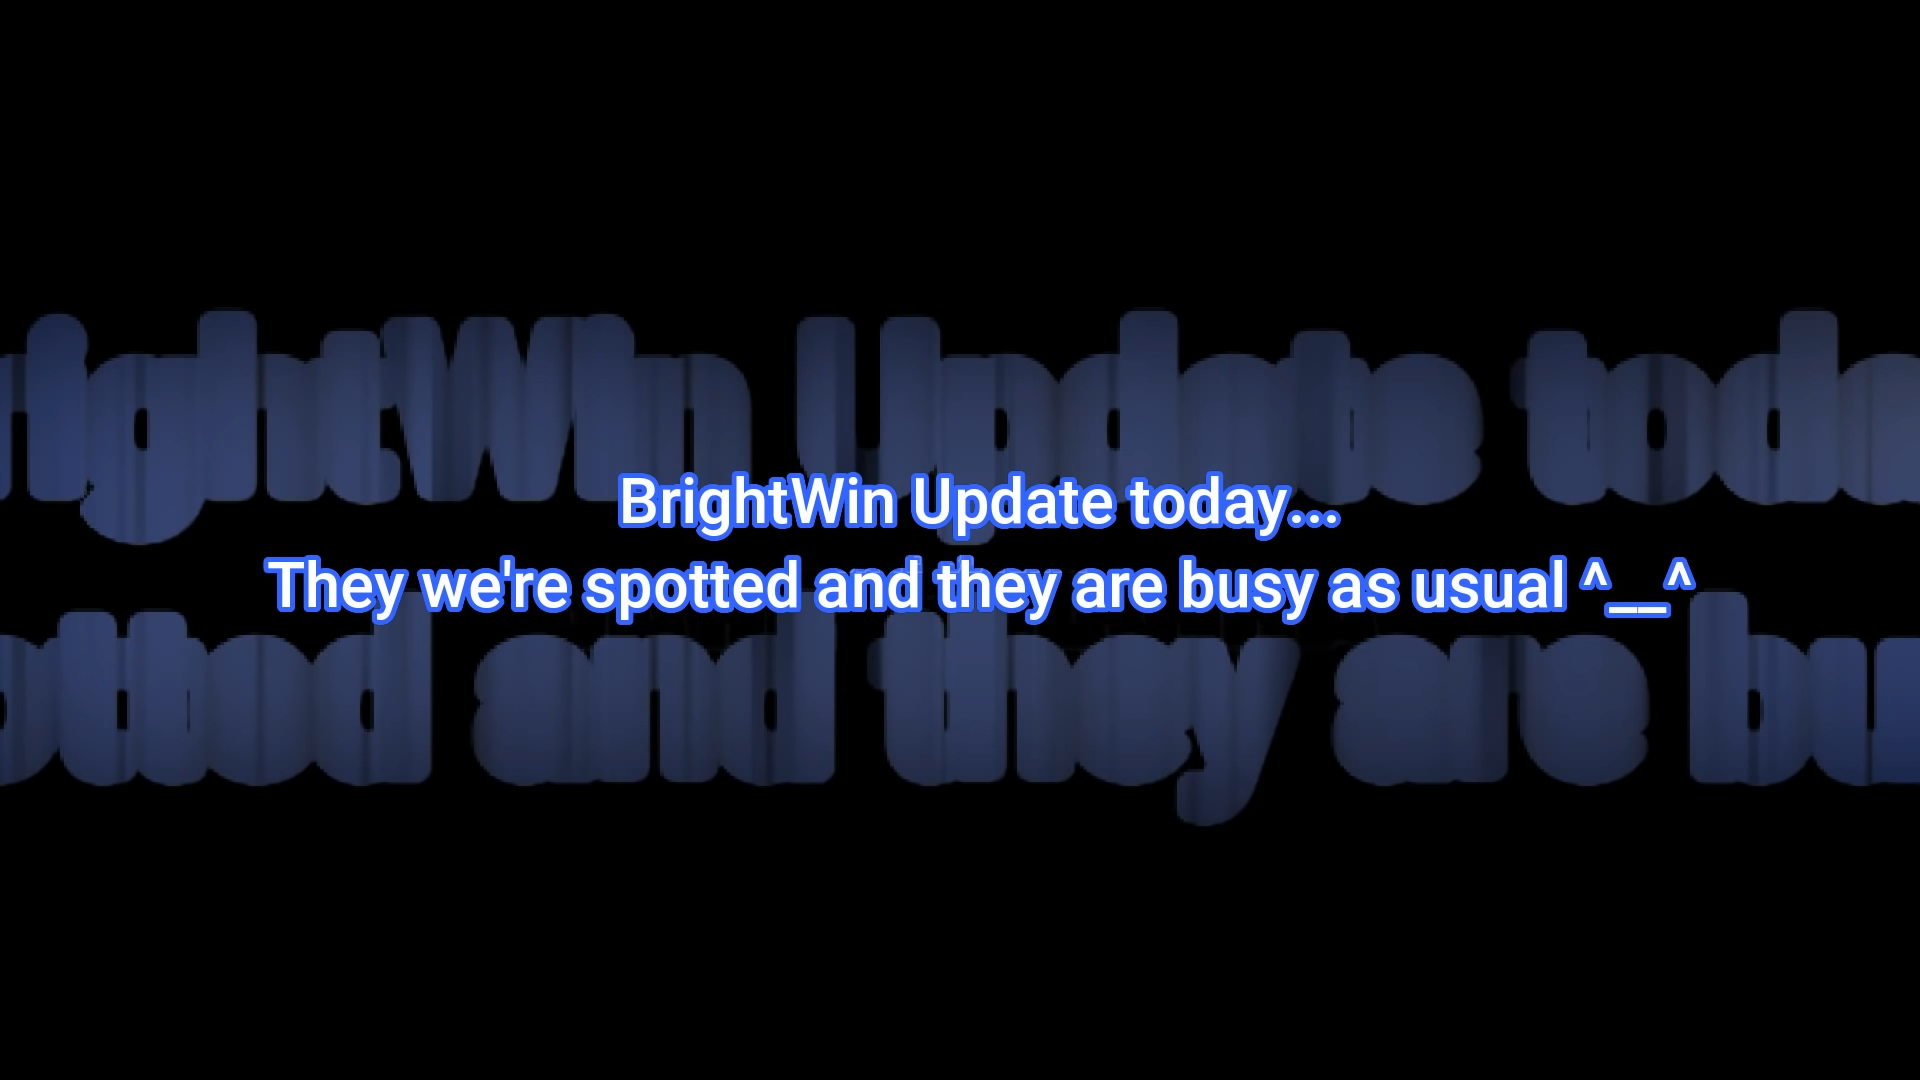 BrightWin Update today...
They we're spotted and they are busy as usual ^__^